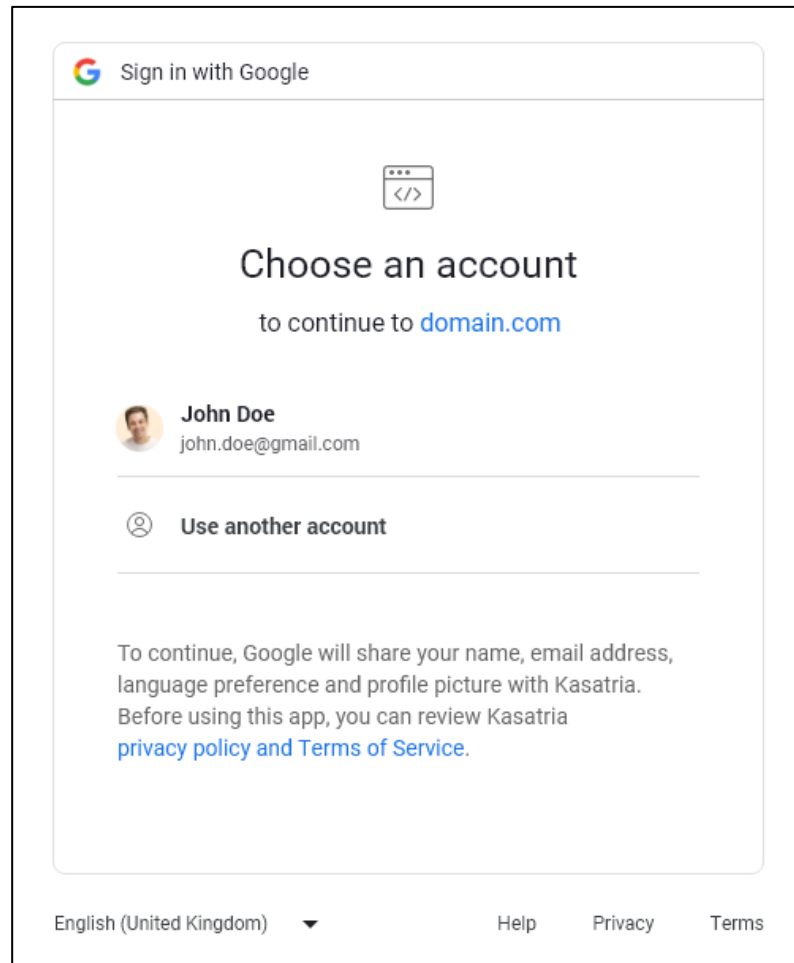 Sign in with Google
</>
Choose an account
to continue to domain.com
John Doe
john.doe@gmail.com
Use another account
To continue, Google will share your name, email address,
language preference and profile picture with Kasatria.
Before using this app, you can review Kasatria
privacy policy and Terms of Service.
English (United Kingdom) Help Privacy Terms